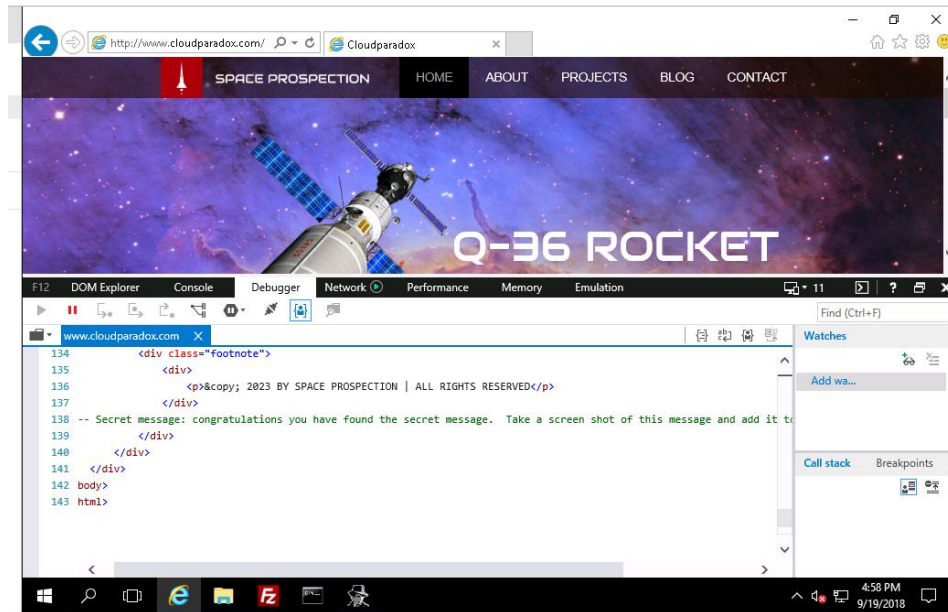 http://www.cloudparadox.com/
Cloudparadox
SPACE PROSPECTION
HOME
ABOUT
PROJECTS
BLOG
CONTACT
Q-36 ROCKET
F12
DOM Explorer
Console
Debugger
Network
Performance
Memory
Emulation
11
?
Find (Ctrl+F)
www.cloudparadox.com
Watches
Add wa...
134 <div class="footnote">
135 <div>
136 <p>&copy; 2023 BY SPACE PROSPECTION | ALL RIGHTS RESERVED</p>
137 </div>
138 -- Secret message: congratulations you have found the secret message.  Take a screen shot of this message and add it to
139 </div>
140 </div>
141 </div>
142 body>
143 html>
Call stack
Breakpoints
4:58 PM
9/19/2018